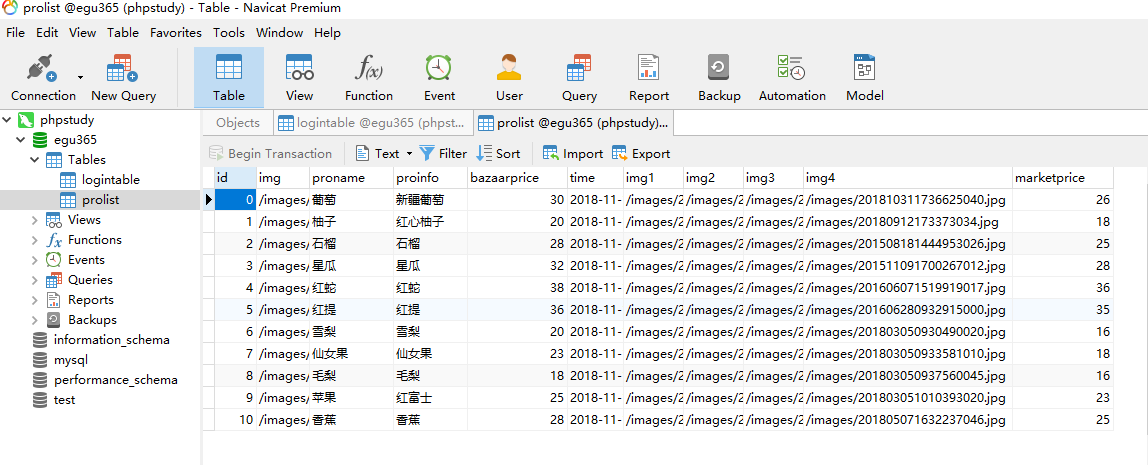 prolist @egu365 (phpstudy) - Table - Navicat Premium
File Edit View Table Favorites Tools Window Help
Connection New Query Table View Function Event User Query Report Backup Automation Model
f(x)
phpstudy
egu365
Tables
logintable
prolist
Views
Functions
Events
Queries
Reports
Backups
information_schema
mysql
performance_schema
test
Objects logintable @egu365 (phpst... prolist @egu365 (phpstudy)...
Begin Transaction Text Filter Sort Import Export
id img proname proinfo bazaarprice time img1 img2 img3 img4 marketprice
0 /images/ 葡萄 新疆葡萄 30 2018-11- /images/2 /images/2 /images/2 /images/201810311736625040.jpg 26
1 /images/ 柚子 红心柚子 20 2018-11- /images/2 /images/2 /images/2 /images/20180912173373034.jpg 18
2 /images/ 石榴 石榴 28 2018-11- /images/2 /images/2 /images/2 /images/201508181444953026.jpg 25
3 /images/ 星瓜 星瓜 32 2018-11- /images/2 /images/2 /images/2 /images/201511091700267012.jpg 28
4 /images/ 红蛇 红蛇 38 2018-11- /images/2 /images/2 /images/2 /images/201606071519919017.jpg 36
5 /images/ 红提 红提 36 2018-11- /images/2 /images/2 /images/2 /images/201606280932915000.jpg 35
6 /images/ 雪梨 雪梨 20 2018-11- /images/2 /images/2 /images/2 /images/201803050930490020.jpg 16
7 /images/ 仙女果 仙女果 23 2018-11- /images/2 /images/2 /images/2 /images/201803050933581010.jpg 18
8 /images/ 毛梨 毛梨 18 2018-11- /images/2 /images/2 /images/2 /images/201803050937560045.jpg 16
9 /images/ 苹果 红富士 25 2018-11- /images/2 /images/2 /images/2 /images/201803051010393020.jpg 23
10 /images/ 香蕉 香蕉 28 2018-11- /images/2 /images/2 /images/2 /images/201805071632237046.jpg 25